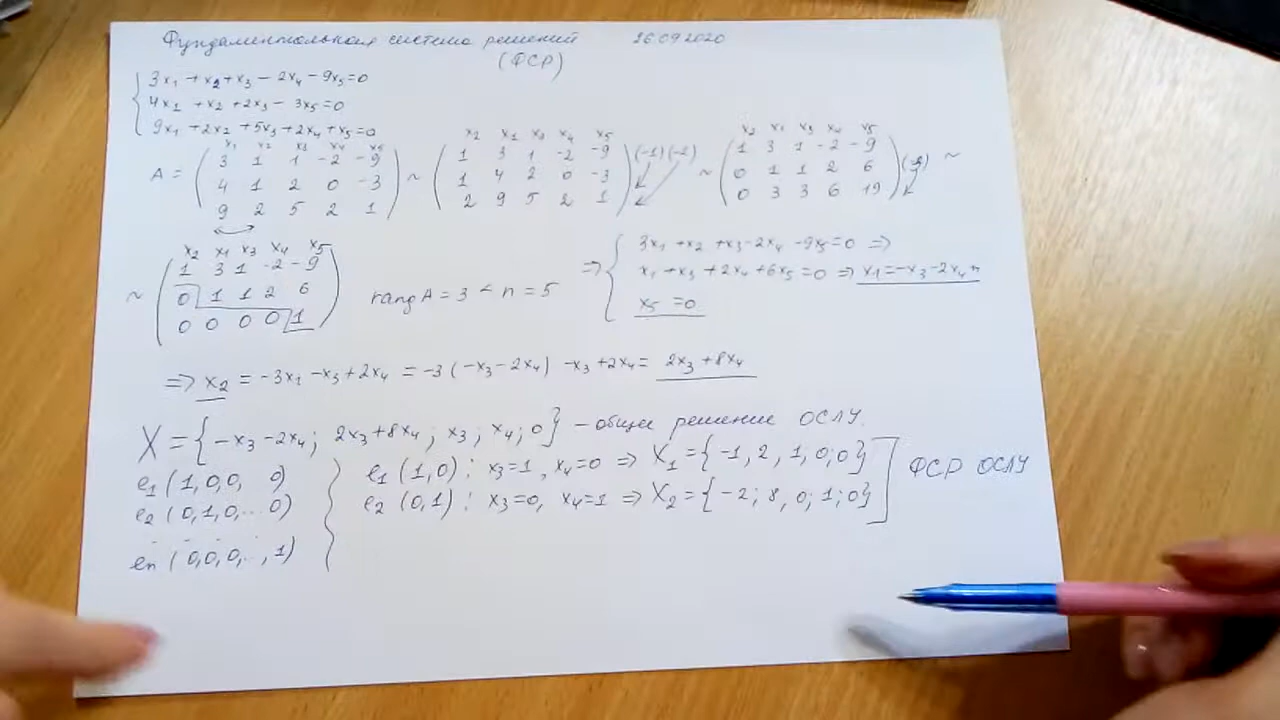 Фундаментальная система решений 26.09.2020
(ФСР)
3x₁ + x₂ + x₃ - 2x₄ - 9x₅ = 0
4x₁ + x₂ + 2x₃ - 3x₅ = 0
9x₁ + 2x₂ + 5x₃ + 2x₄ + x₅ = 0
x₁ x₂ x₃ x₄ x₅ x₂ x₁ x₃ x₄ x₅ x₂ x₁ x₃ x₄ x₅
A = ( 3 1 1 -2 -9 ) ~ ( 1 3 1 -2 -9 ) (-1) (-2) ~ ( 1 3 1 -2 -9 ) ~
4 1 2 0 -3 1 4 2 0 -3 0 1 1 2 6
9 2 5 2 1 2 9 5 2 1 0 3 3 6 19
x₂ x₁ x₃ x₄ x₅
~ ( 1 3 1 -2 -9 )
0 1 1 2 6
0 0 0 0 1
rang A = 3 < n = 5
⇒ { 3x₁ + x₂ + x₃ - 2x₄ - 9x₅ = 0 ⇒
x₁ + x₃ + 2x₄ + 6x₅ = 0 ⇒ x₁ = -x₃ - 2x₄
x₅ = 0
⇒ x₂ = -3x₁ - x₃ + 2x₄ = -3(-x₃ - 2x₄) - x₃ + 2x₄ = 2x₃ + 8x₄
X = {-x₃ - 2x₄; 2x₃ + 8x₄; x₃; x₄; 0} - общее решение ОСЛУ.
e₁ (1,0,0, 0)
e₂ (0,1,0,...0)
eₙ (0,0,0,..,1)
e₁ (1,0) : x₃=1, x₄=0 ⇒ X₁ = {-1, 2, 1, 0; 0}
e₂ (0,1) : x₃=0, x₄=1 ⇒ X₂ = {-2; 8, 0; 1; 0}
ФСР ОСЛУ